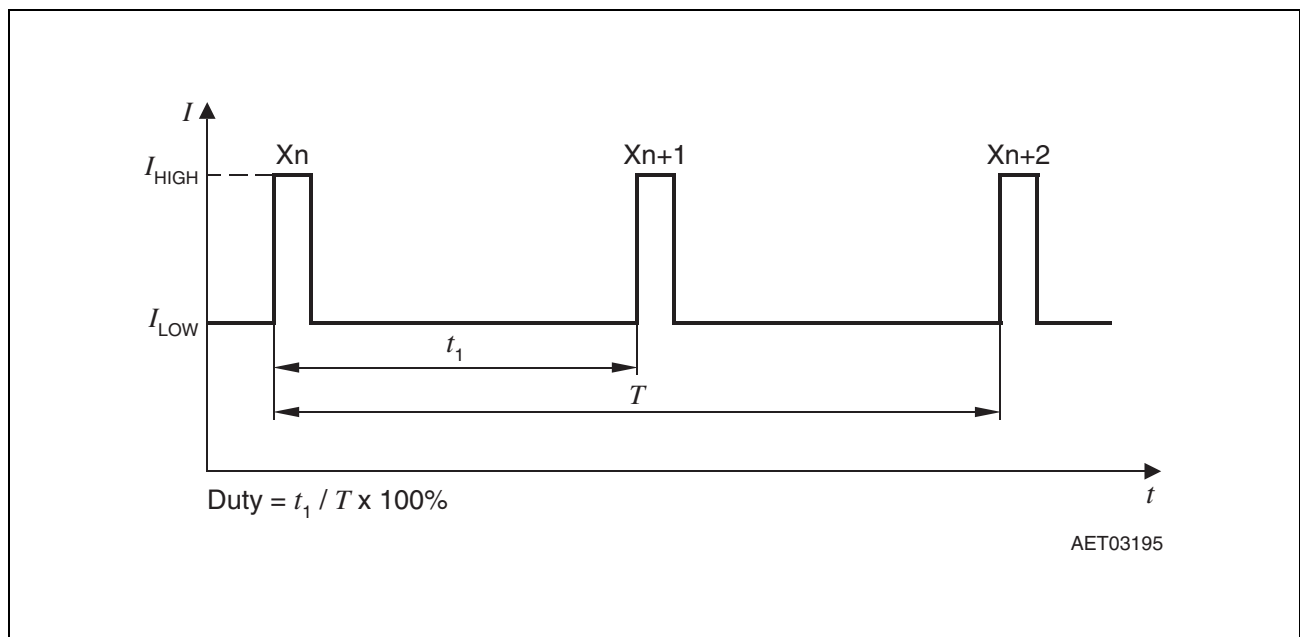 I
Xn Xn+1 Xn+2
I_HIGH
I_LOW
t_1
T
Duty = t_1 / T x 100%
t
AET03195